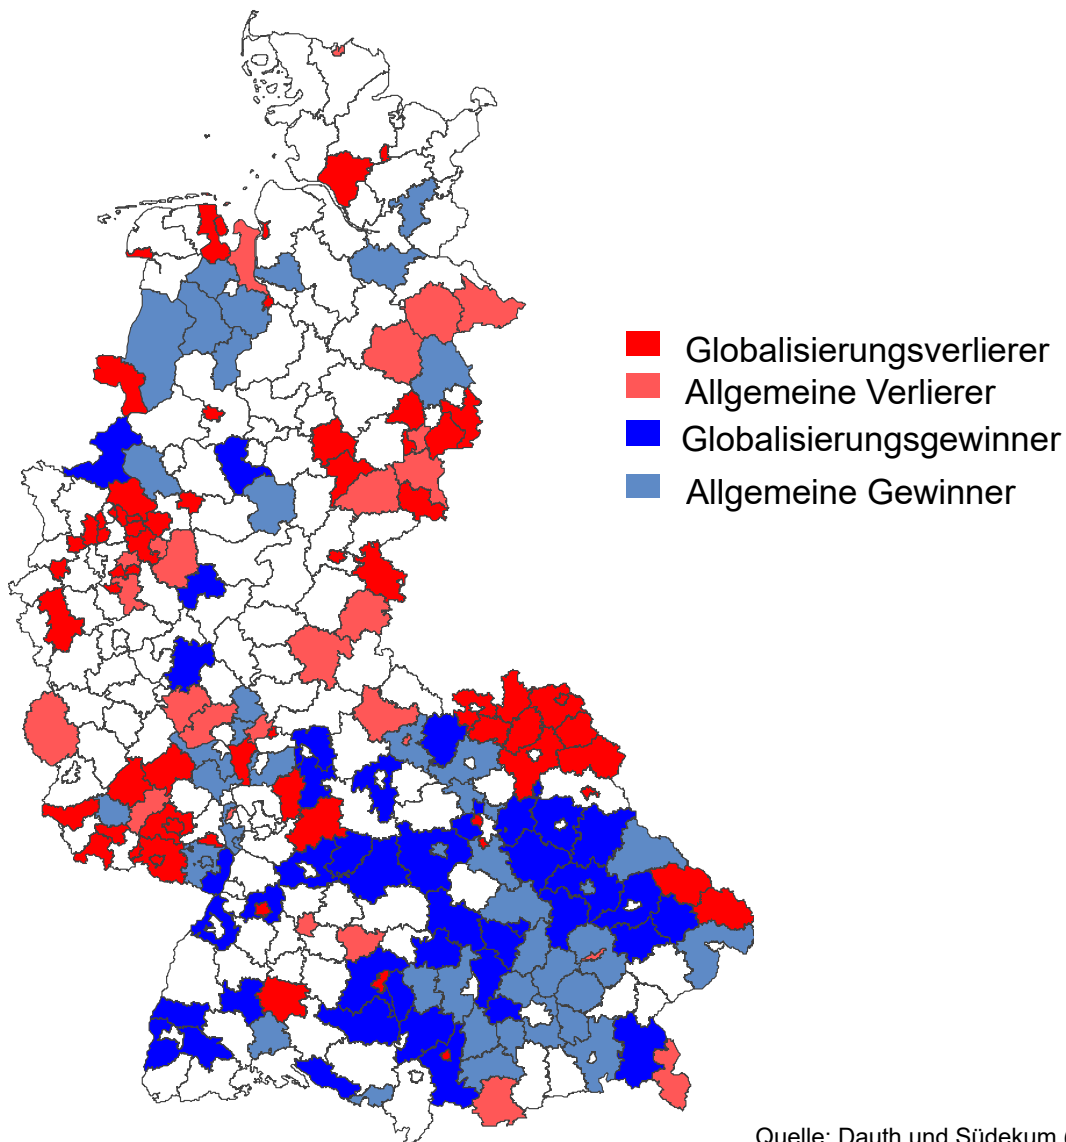 Globalisierungsverlierer
Allgemeine Verlierer
Globalisierungsgewinner
Allgemeine Gewinner
Quelle: Dauth und Südekum (